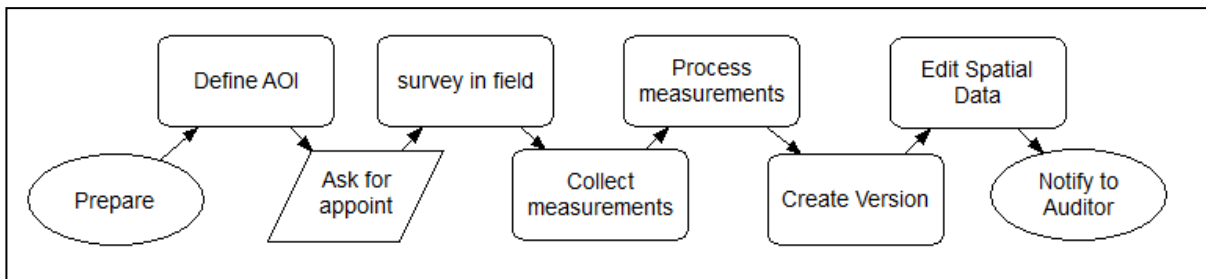 Prepare
Define AOI
Ask for
appoint
survey in field
Collect
measurements
Process
measurements
Create Version
Edit Spatial
Data
Notify to
Auditor